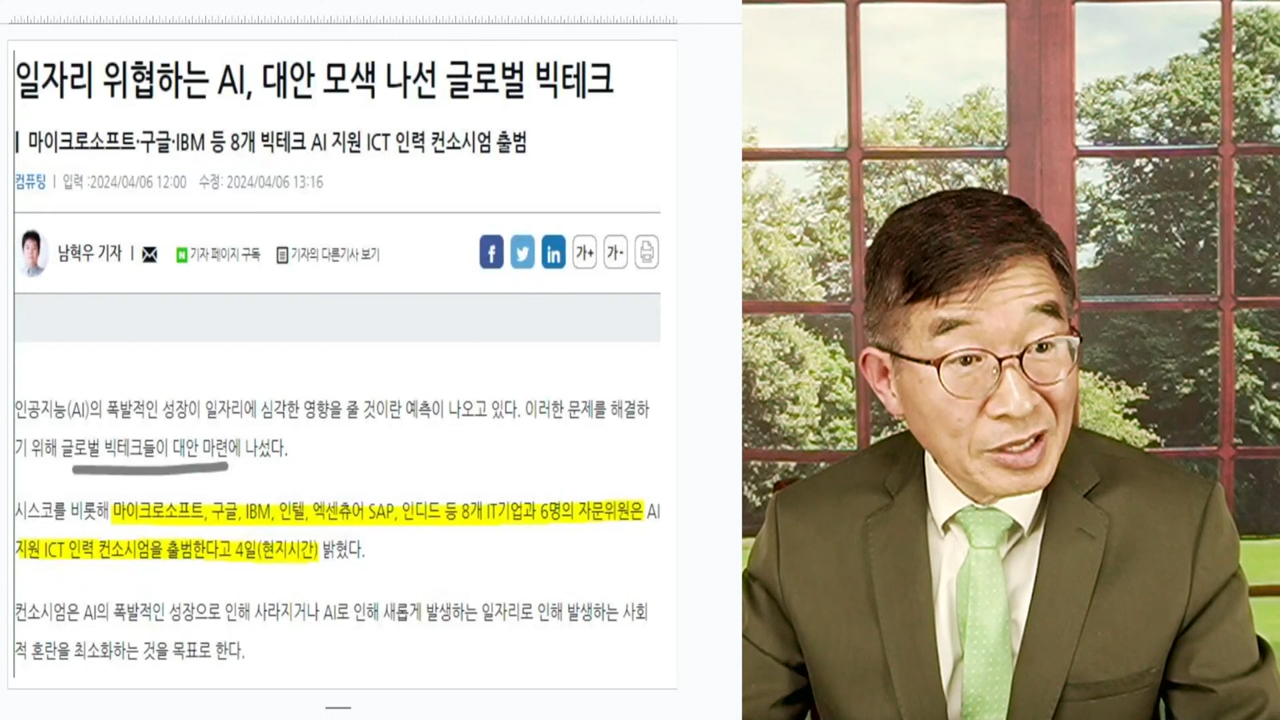 일자리 위협하는 AI, 대안 모색 나선 글로벌 빅테크
마이크로소프트·구글·IBM 등 8개 빅테크 AI 지원 ICT 인력 컨소시엄 출범
컴퓨팅 | 입력 :2024/04/06 12:00 수정: 2024/04/06 13:16
남혁우 기자 | 기자 페이지 구독 기자의 다른기사 보기 f in 가+ 가-
인공지능(AI)의 폭발적인 성장이 일자리에 심각한 영향을 줄 것이란 예측이 나오고 있다. 이러한 문제를 해결하
기 위해 글로벌 빅테크들이 대안 마련에 나섰다.
시스코를 비롯해 마이크로소프트, 구글, IBM, 인텔, 엑센츄어 SAP, 인디드 등 8개 IT기업과 6명의 자문위원은 AI
지원 ICT 인력 컨소시엄을 출범한다고 4일(현지시간) 밝혔다.
컨소시엄은 AI의 폭발적인 성장으로 인해 사라지거나 AI로 인해 새롭게 발생하는 일자리로 인해 발생하는 사회
적 혼란을 최소화하는 것을 목표로 한다.